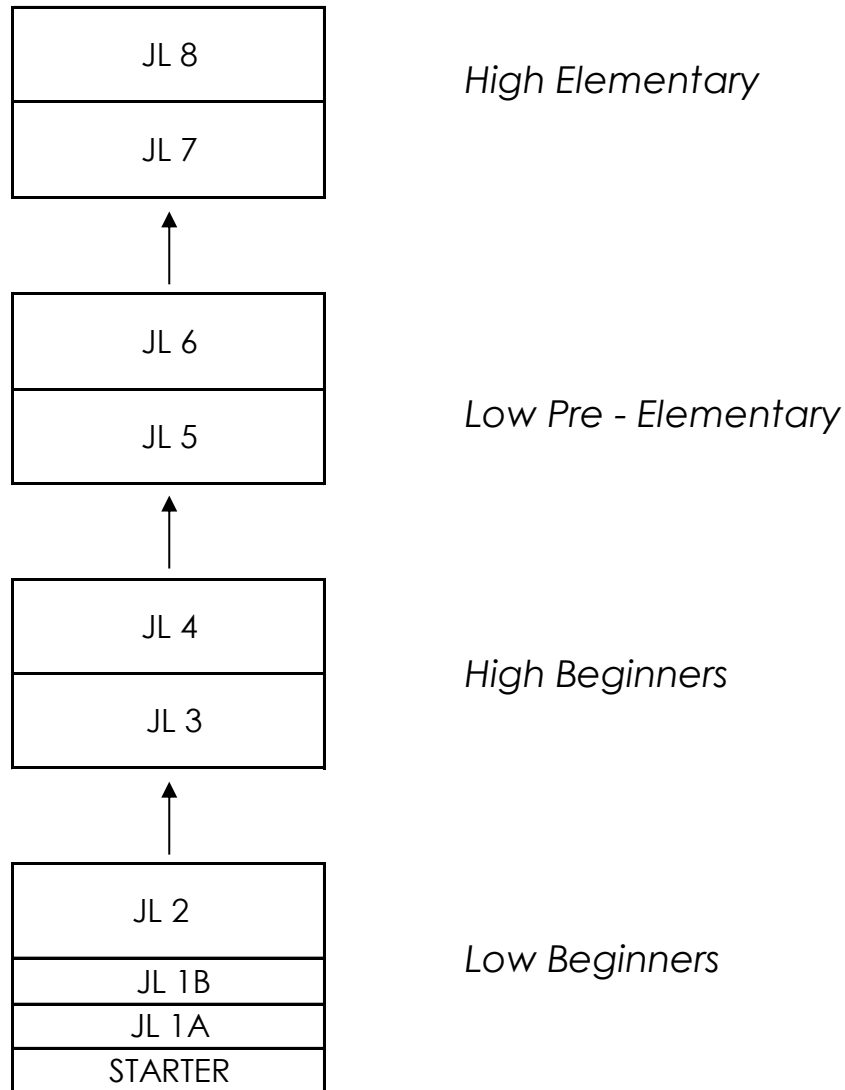 JL 8
High Elementary
JL 7
JL 6
Low Pre - Elementary
JL 5
JL 4
High Beginners
JL 3
JL 2
Low Beginners
JL 1B
JL 1A
STARTER